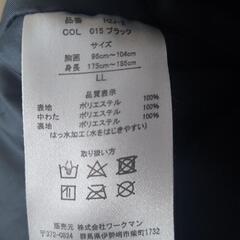 品番
COL 015 ブラック
サイズ
胸囲 96cm〜104cm
身長 175cm〜185cm
LL
品質表示
表地 ポリエステル 100%
中わた ポリエステル 100%
裏地 ポリエステル 100%
はっ水加工(水をはじきやすい)
取り扱い方
販売元 株式会社ワークマン
〒372-0824 群馬県伊勢崎市柴町1732